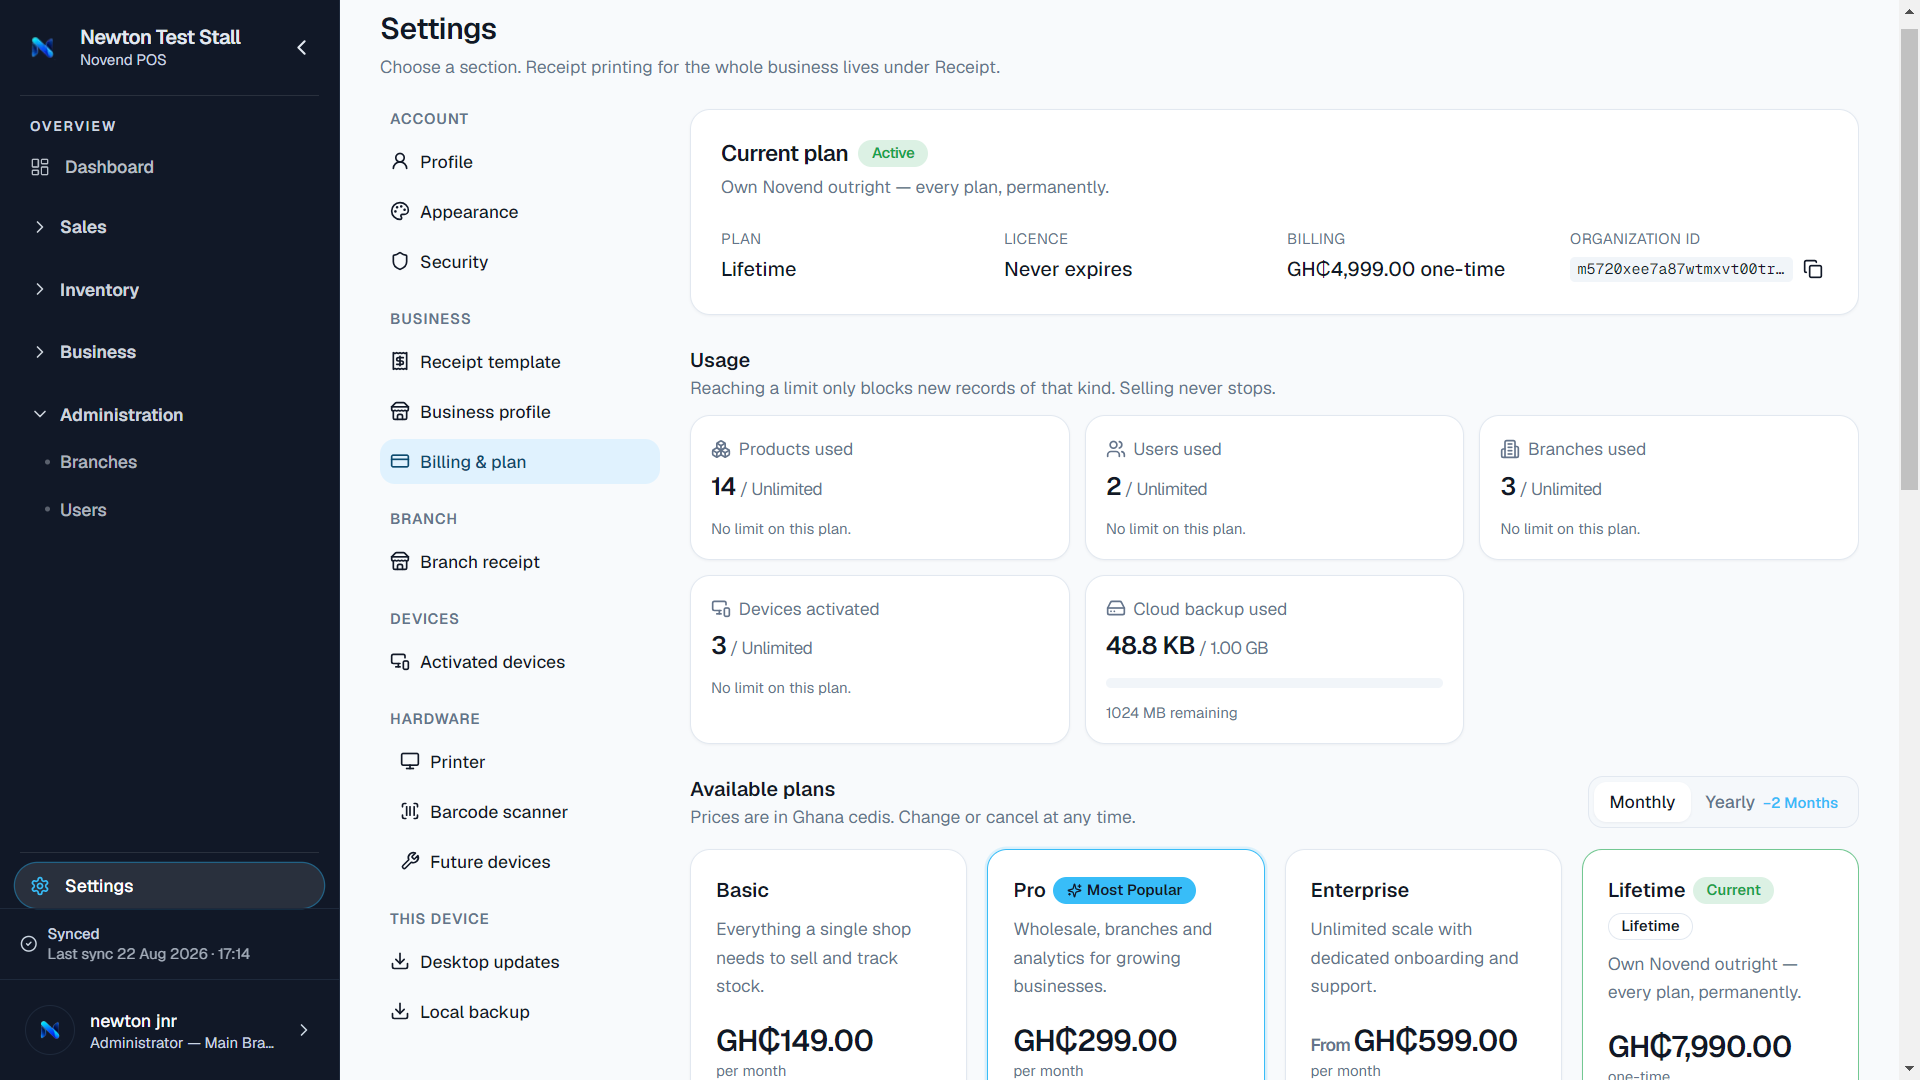 Newton Test Stall
Novend POS
OVERVIEW
Dashboard
Sales
Inventory
Business
Administration
Branches
Users
Settings
Synced
Last sync 22 Aug 2026 · 17:14
newton jnr
Administrator — Main Bra...
Settings
Choose a section. Receipt printing for the whole business lives under Receipt.
ACCOUNT
Profile
Appearance
Security
BUSINESS
Receipt template
Business profile
Billing & plan
BRANCH
Branch receipt
DEVICES
Activated devices
HARDWARE
Printer
Barcode scanner
Future devices
THIS DEVICE
Desktop updates
Local backup
Current plan Active
Own Novend outright — every plan, permanently.
PLAN
Lifetime
LICENCE
Never expires
BILLING
GH₵4,999.00 one-time
ORGANIZATION ID
m5720xee7a87wtmxvt00tr...
Usage
Reaching a limit only blocks new records of that kind. Selling never stops.
Products used
14 / Unlimited
No limit on this plan.
Users used
2 / Unlimited
No limit on this plan.
Branches used
3 / Unlimited
No limit on this plan.
Devices activated
3 / Unlimited
No limit on this plan.
Cloud backup used
48.8 KB / 1.00 GB
1024 MB remaining
Available plans
Prices are in Ghana cedis. Change or cancel at any time.
Monthly Yearly -2 Months
Basic
Everything a single shop
needs to sell and track
stock.
GH₵149.00
per month
Pro Most Popular
Wholesale, branches and
analytics for growing
businesses.
GH₵299.00
per month
Enterprise
Unlimited scale with
dedicated onboarding and
support.
From GH₵599.00
per month
Lifetime Current
Lifetime
Own Novend outright —
every plan, permanently.
GH₵7,990.00
one-time